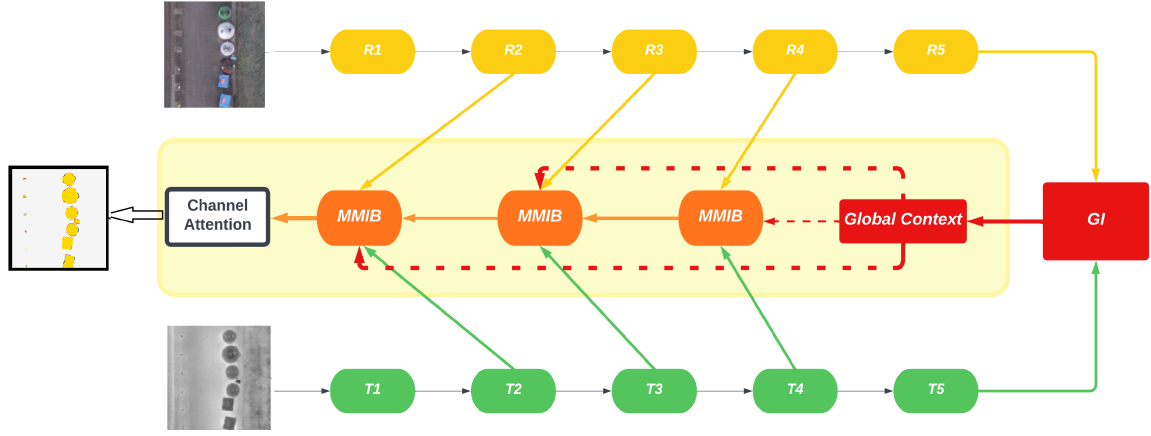 R1
R2
R3
R4
R5
Channel
Attention
MMIB
MMIB
MMIB
Global Context
GI
T1
T2
T3
T4
T5